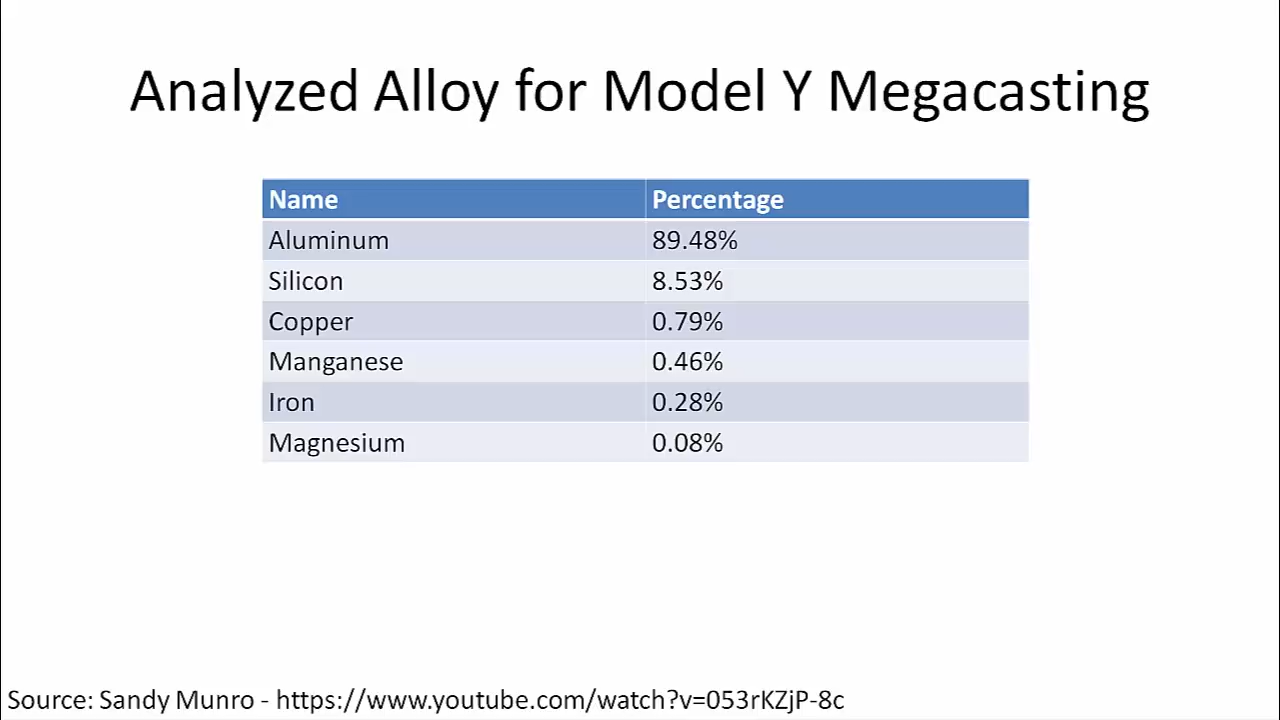 Analyzed Alloy for Model Y Megacasting
Name Percentage
Aluminum 89.48%
Silicon 8.53%
Copper 0.79%
Manganese 0.46%
Iron 0.28%
Magnesium 0.08%
Source: Sandy Munro - https://www.youtube.com/watch?v=053rKZjP-8c